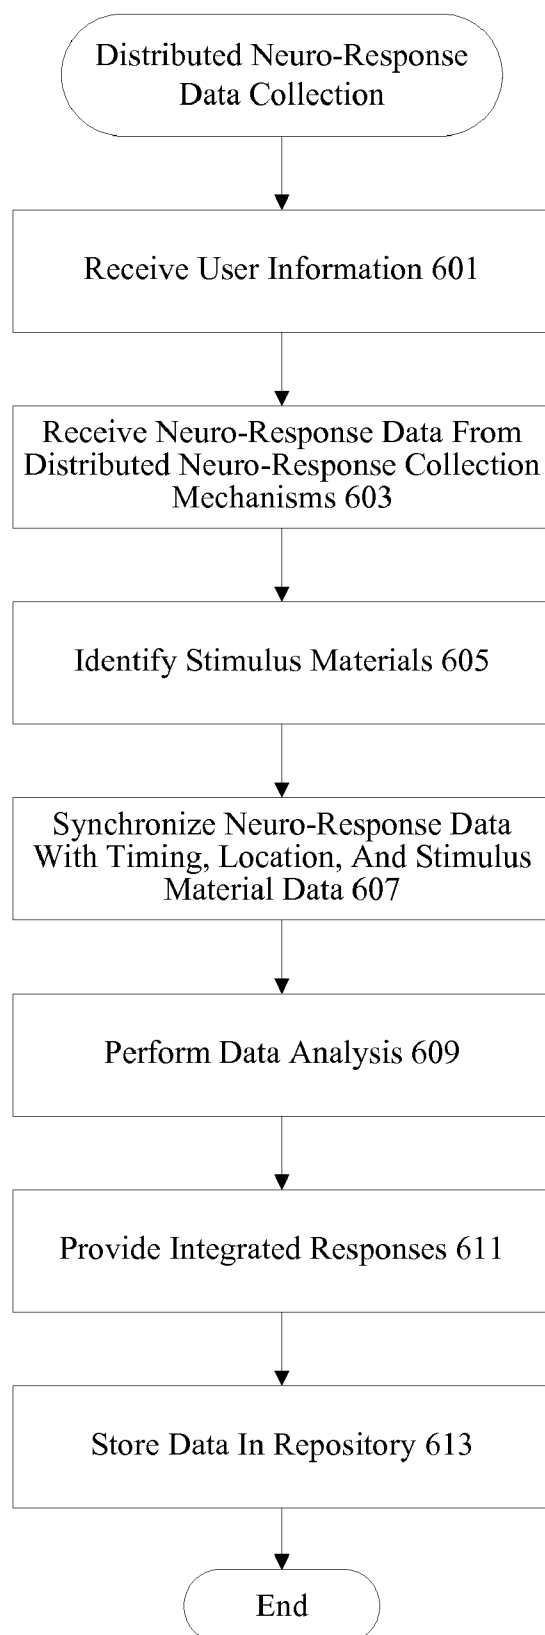 Distributed Neuro-Response
Data Collection
Receive User Information 601
Receive Neuro-Response Data From
Distributed Neuro-Response Collection
Mechanisms 603
Identify Stimulus Materials 605
Synchronize Neuro-Response Data
With Timing, Location, And Stimulus
Material Data 607
Perform Data Analysis 609
Provide Integrated Responses 611
Store Data In Repository 613
End